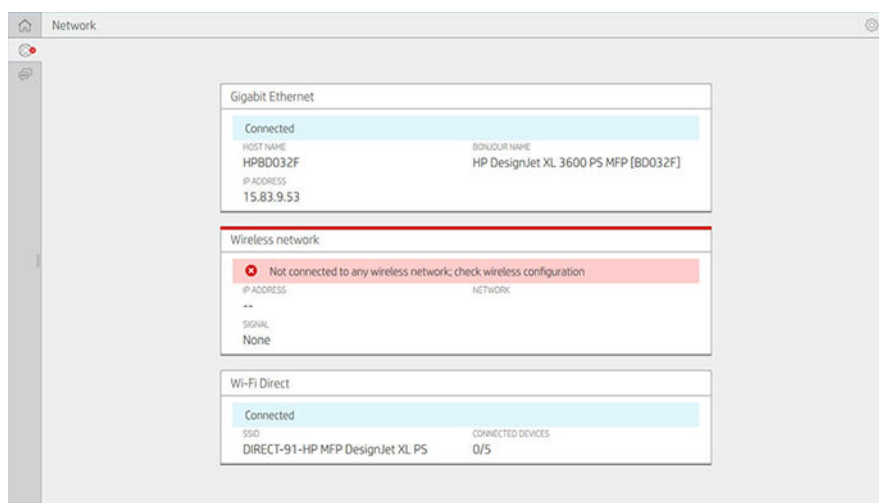 Network
Gigabit Ethernet
Connected
HOST NAME BONJOUR NAME
HPBD032F HP DesignJet XL 3600 PS MFP [BD032F]
IP ADDRESS
15.83.9.53
Wireless network
Not connected to any wireless network; check wireless configuration
IP ADDRESS NETWORK
--
SIGNAL
None
Wi-Fi Direct
Connected
SSID CONNECTED DEVICES
DIRECT-91-HP MFP DesignJet XL PS 0/5